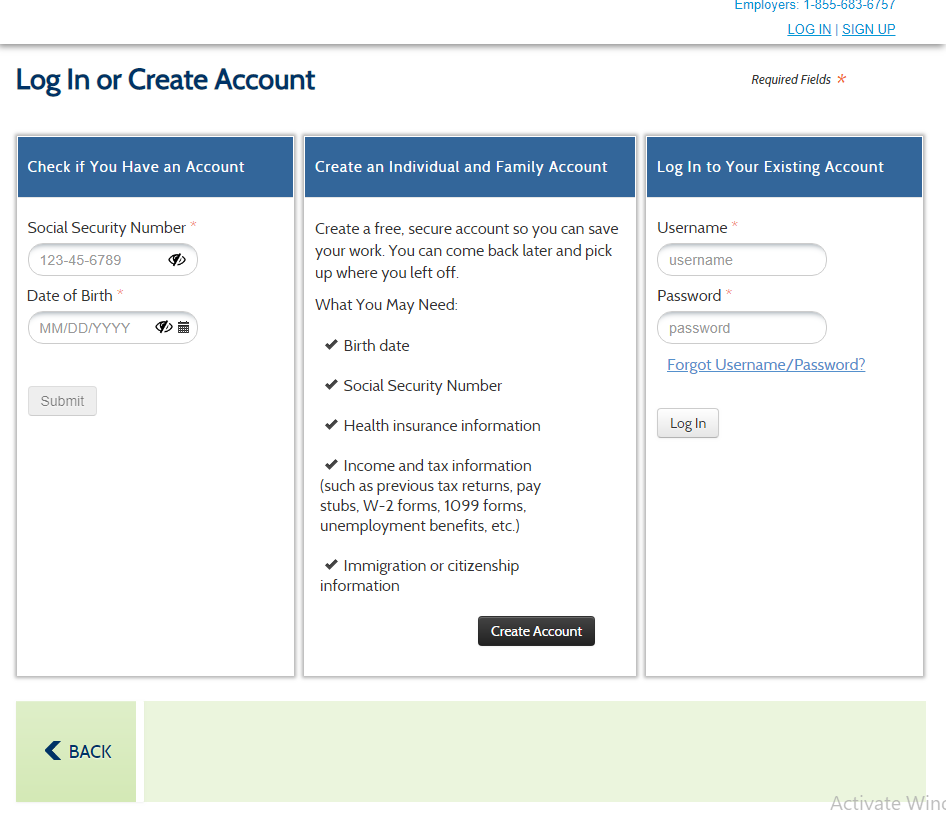 Employers: 1-855-683-6757
LOG IN | SIGN UP
Log In or Create Account
Required Fields *
Check if You Have an Account
Social Security Number *
123-45-6789
Date of Birth *
MM/DD/YYYY
Submit
Create an Individual and Family Account
Create a free, secure account so you can save
your work. You can come back later and pick
up where you left off.
What You May Need:
✔ Birth date
✔ Social Security Number
✔ Health insurance information
✔ Income and tax information
(such as previous tax returns, pay
stubs, W-2 forms, 1099 forms,
unemployment benefits, etc.)
✔ Immigration or citizenship
information
Create Account
Log In to Your Existing Account
Username *
username
Password *
password
Forgot Username/Password?
Log In
BACK
Activate Winc